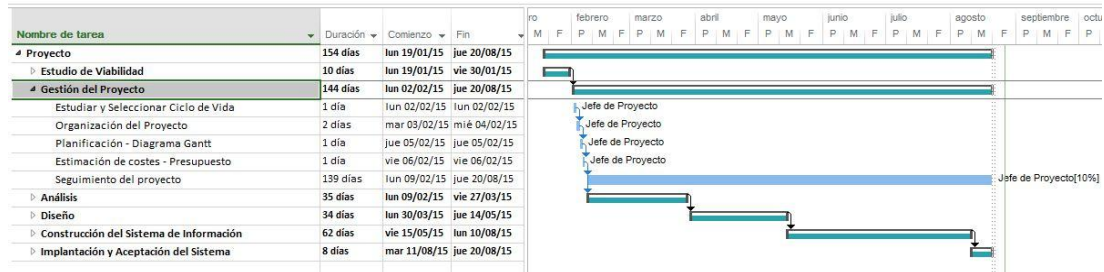 ro febrero marzo abril mayo junio julio agosto septiembre octu
Nombre de tarea Duración Comienzo Fin M F P M F P M F P M F P M F P M F P M F P M F P M F P
Proyecto 154 días lun 19/01/15 jue 20/08/15
Estudio de Viabilidad 10 días lun 19/01/15 vie 30/01/15
Gestión del Proyecto 144 días lun 02/02/15 jue 20/08/15
Estudiar y Seleccionar Ciclo de Vida 1 día lun 02/02/15 lun 02/02/15 Jefe de Proyecto
Organización del Proyecto 2 días mar 03/02/15 mié 04/02/15 Jefe de Proyecto
Planificación - Diagrama Gantt 1 día jue 05/02/15 jue 05/02/15 Jefe de Proyecto
Estimación de costes - Presupuesto 1 día vie 06/02/15 vie 06/02/15 Jefe de Proyecto
Seguimiento del proyecto 139 días lun 09/02/15 jue 20/08/15 Jefe de Proyecto[10%]
Análisis 35 días lun 09/02/15 vie 27/03/15
Diseño 34 días lun 30/03/15 jue 14/05/15
Construcción del Sistema de Información 62 días vie 15/05/15 lun 10/08/15
Implantación y Aceptación del Sistema 8 días mar 11/08/15 jue 20/08/15